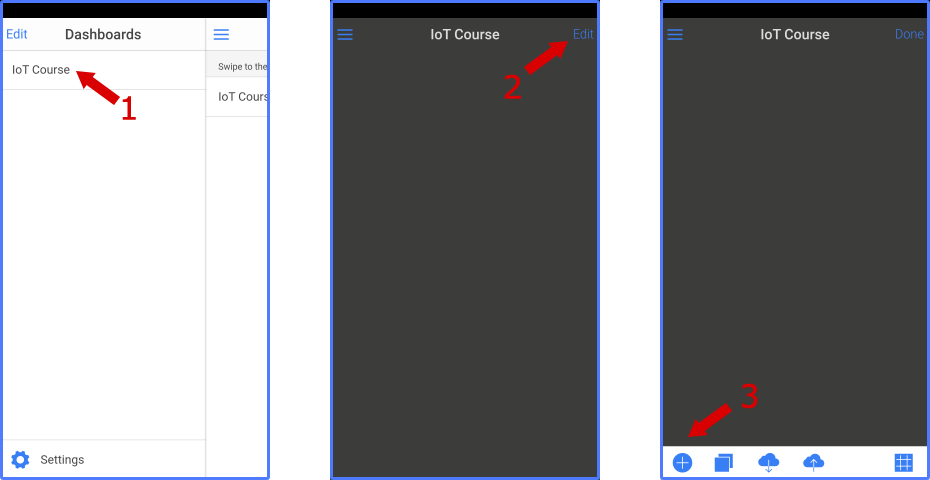 Edit Dashboards
Swipe to the
IoT Course
IoT Cours
1
Settings
IoT Course Edit
2
IoT Course Done
3